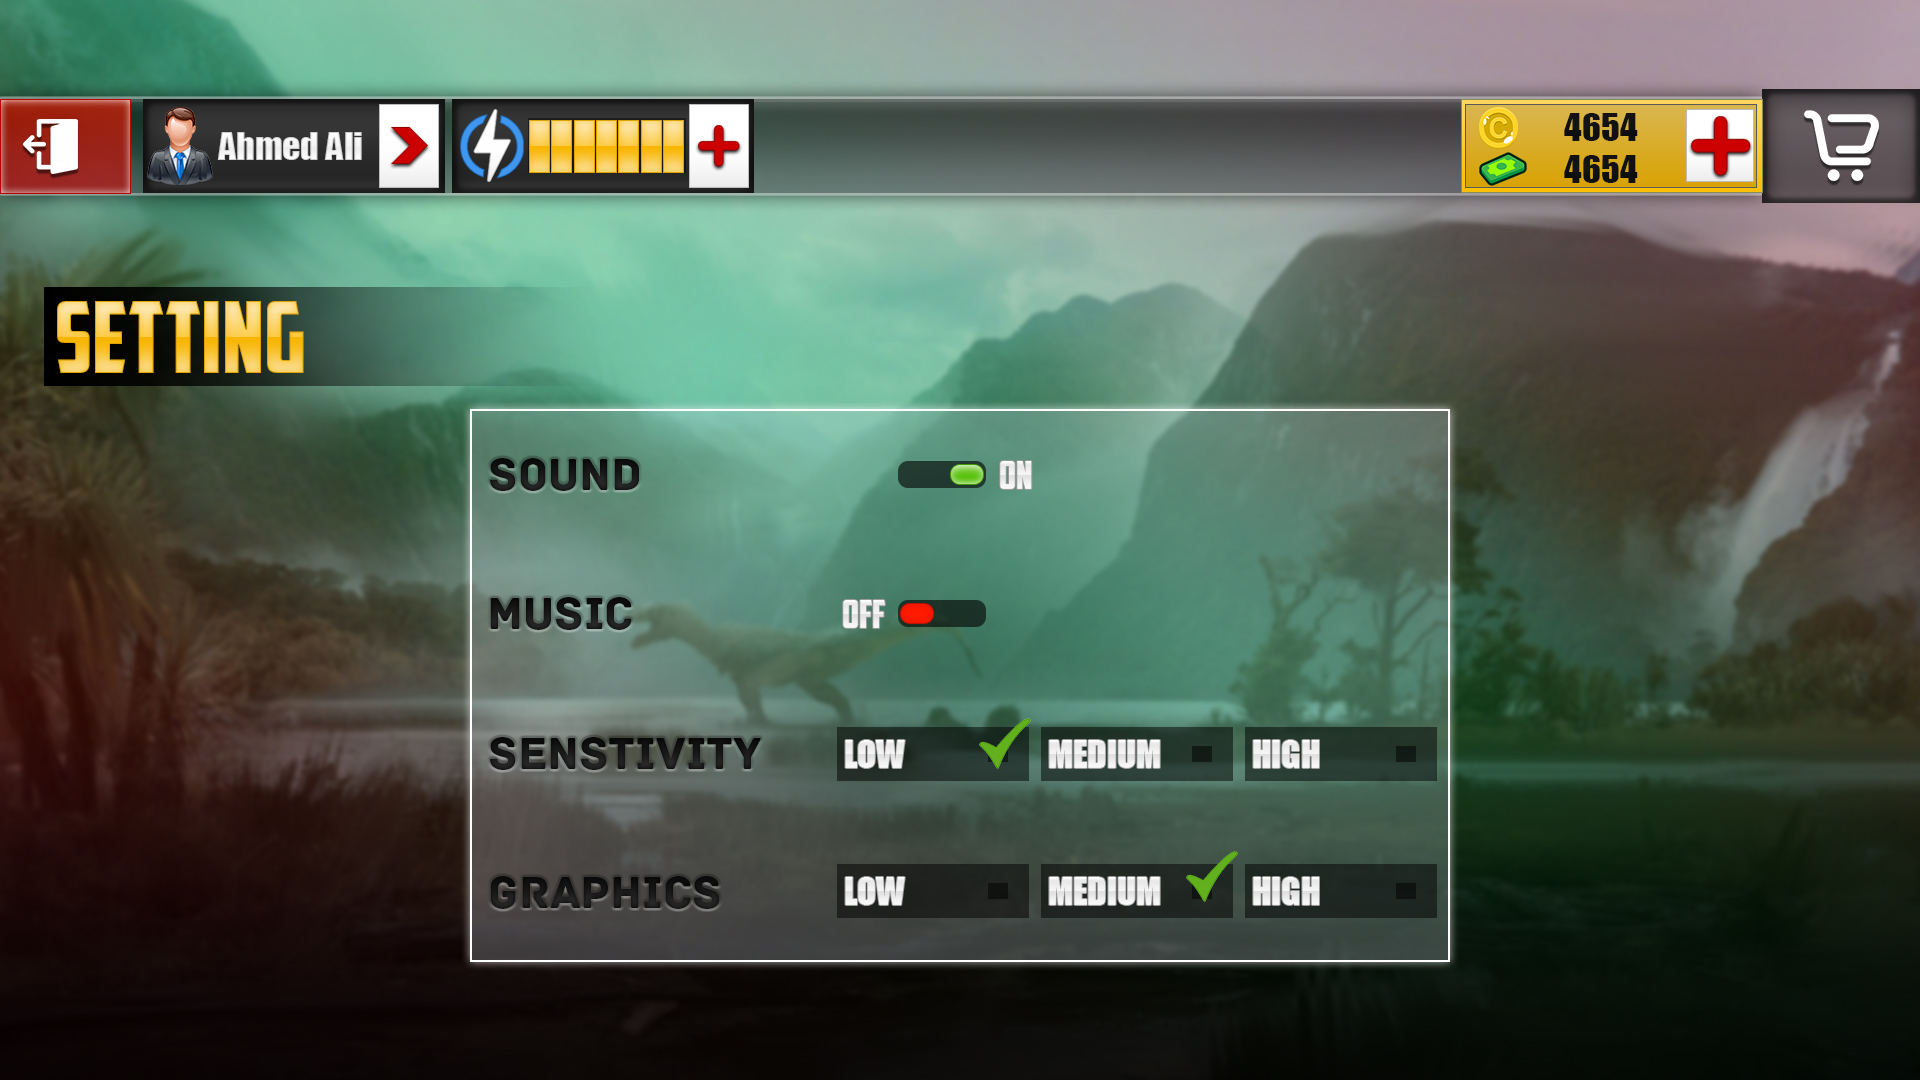 Ahmed Ali
C 4654
4654
SETTING
SOUND ON
MUSIC OFF
SENSTIVITY LOW MEDIUM HIGH
GRAPHICS LOW MEDIUM HIGH